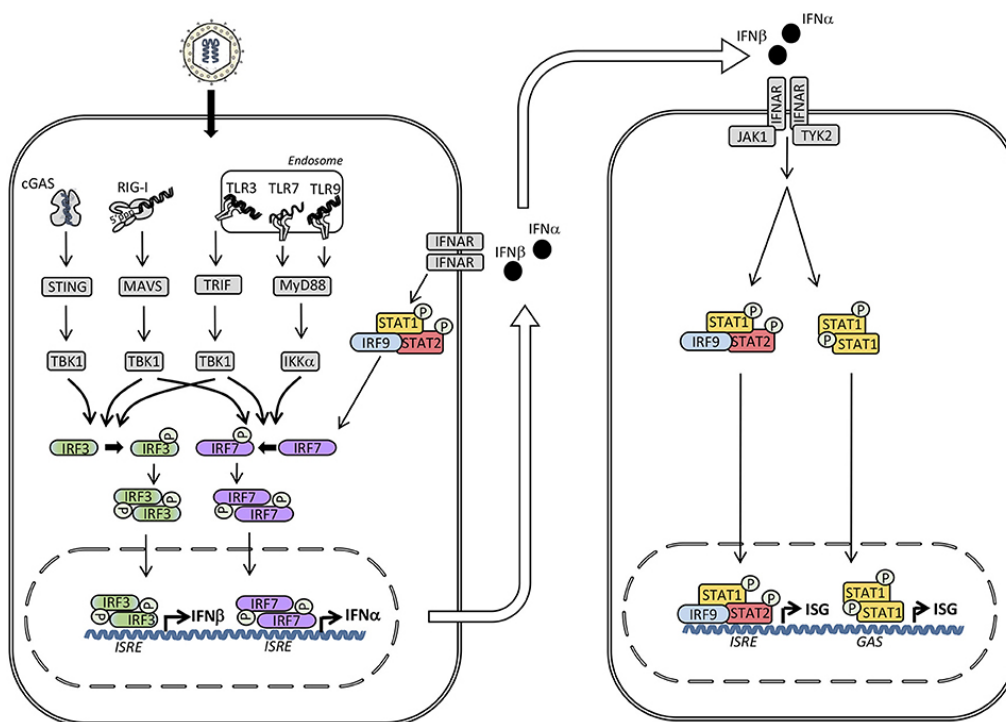 IFNβ
IFNα
IFNAR
IFNAR
JAK1
TYK2
Endosome
cGAS
RIG-I
TLR3
TLR7
TLR9
IFNAR
IFNAR
IFNβ
IFNα
STING
MAVS
TRIF
MyD88
P
STAT1
P
IRF9
STAT2
P
STAT1
P
IRF9
STAT2
P
STAT1
P
STAT1
TBK1
TBK1
TBK1
IKKα
IRF3
P
IRF3
P
IRF7
IRF7
IRF3
P
P
IRF3
IRF7
P
P
IRF7
IRF3
P
P
IRF3
IFNβ
ISRE
IRF7
P
P
IRF7
IFNα
ISRE
P
STAT1
P
IRF9
STAT2
ISG
ISRE
P
STAT1
P
STAT1
ISG
GAS